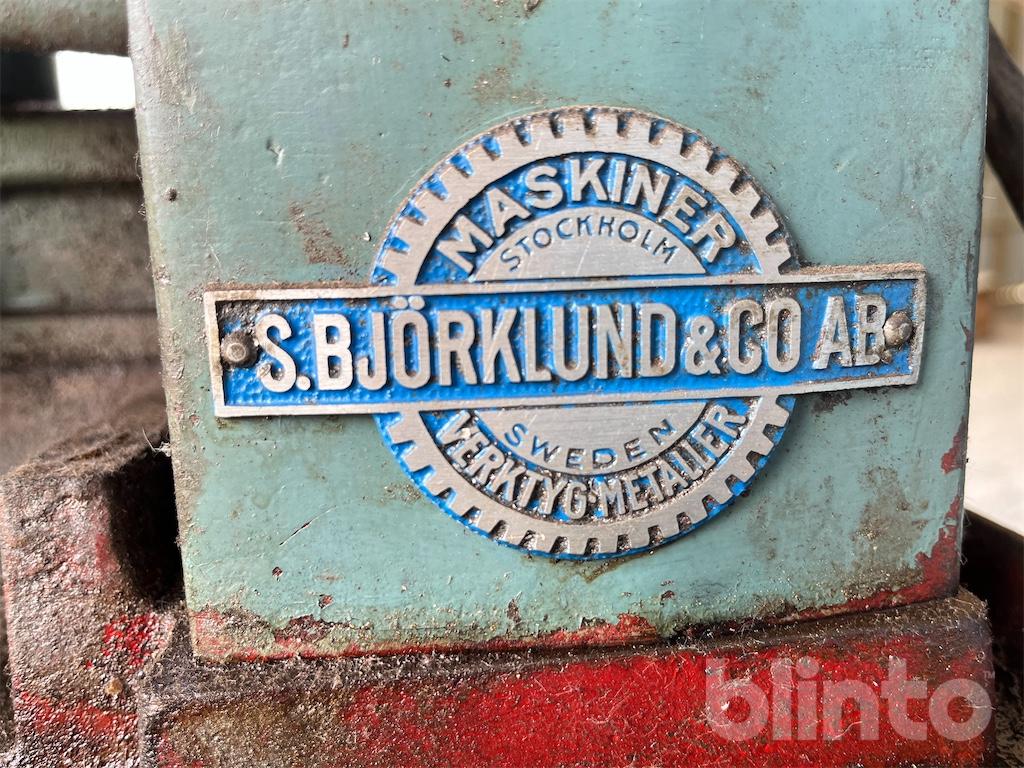 MASKINER
STOCKHOLM
S.BJÖRKLUND & CO AB
SWEDEN
VERKTYG·METALLER
blinto